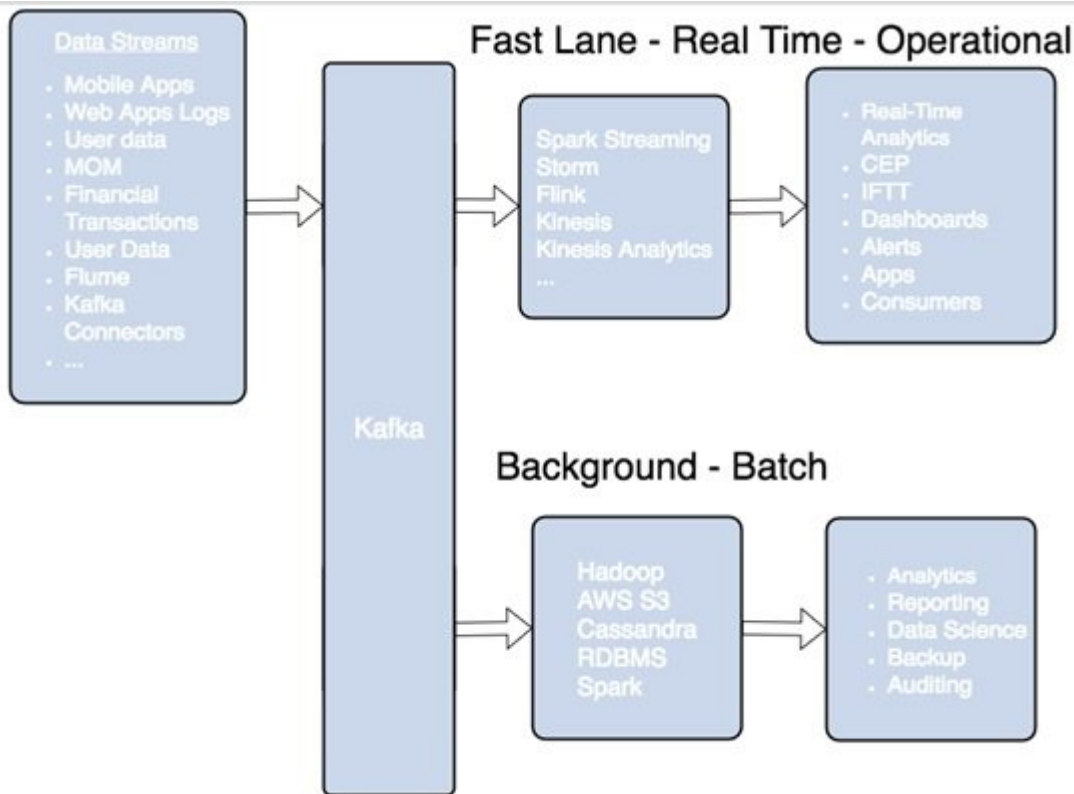 Data Streams
• Mobile Apps
• Web Apps Logs
• User data
• MOM
• Financial
Transactions
• User Data
• Flume
• Kafka
Connectors
• ...
Kafka
Fast Lane - Real Time - Operational
Spark Streaming
Storm
Flink
Kinesis
Kinesis Analytics
...
• Real-Time
Analytics
• CEP
• IFTT
• Dashboards
• Alerts
• Apps
• Consumers
Background - Batch
Hadoop
AWS S3
Cassandra
RDBMS
Spark
• Analytics
• Reporting
• Data Science
• Backup
• Auditing